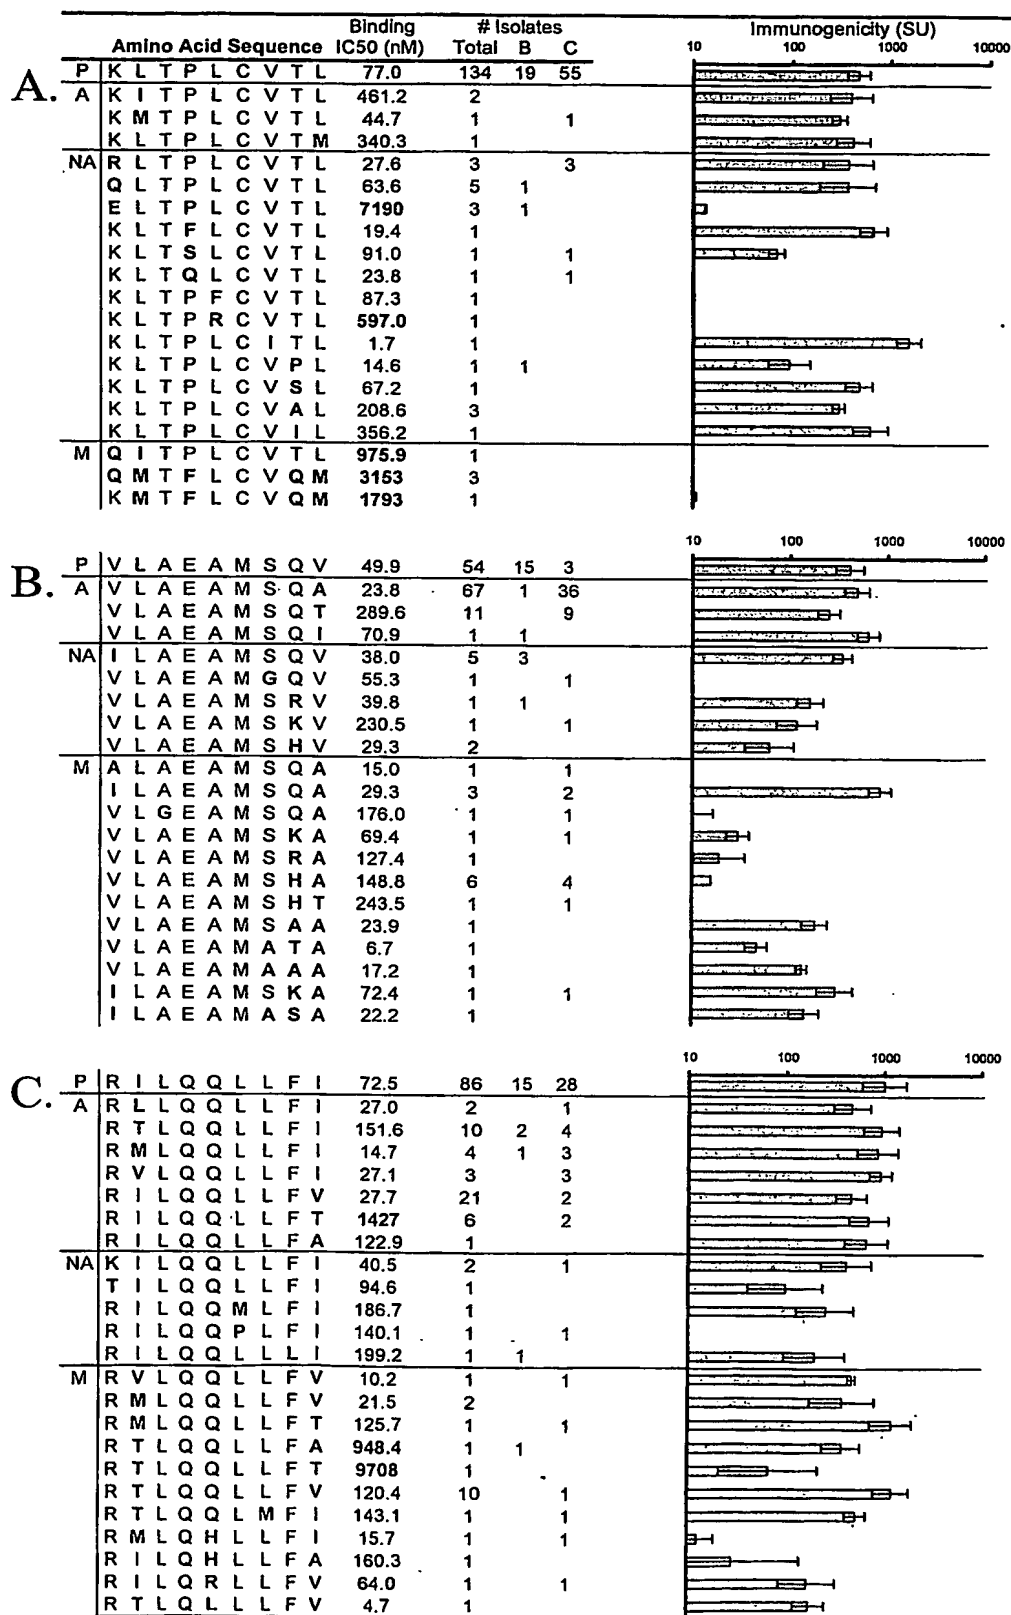 Binding # Isolates Immunogenicity (SU)
Amino Acid Sequence IC50 (nM) Total B C 10 100 1000 10000
A.
P K L T P L C V T L 77.0 134 19 55
A K I T P L C V T L 461.2 2
K M T P L C V T L 44.7 1 1
K L T P L C V T M 340.3 1
NA R L T P L C V T L 27.6 3 3
Q L T P L C V T L 63.6 5 1
E L T P L C V T L 7190 3 1
K L T F L C V T L 19.4 1
K L T S L C V T L 91.0 1 1
K L T Q L C V T L 23.8 1 1
K L T P F C V T L 87.3 1
K L T P R C V T L 597.0 1
K L T P L C I T L 1.7 1
K L T P L C V P L 14.6 1 1
K L T P L C V S L 67.2 1
K L T P L C V A L 208.6 3
K L T P L C V I L 356.2 1
M Q I T P L C V T L 975.9 1
Q M T F L C V Q M 3153 3
K M T F L C V Q M 1793 1
10 100 1000 10000
B.
P V L A E A M S Q V 49.9 54 15 3
A V L A E A M S Q A 23.8 67 1 36
V L A E A M S Q T 289.6 11 9
V L A E A M S Q I 70.9 1 1
NA I L A E A M S Q V 38.0 5 3
V L A E A M G Q V 55.3 1 1
V L A E A M S R V 39.8 1 1
V L A E A M S K V 230.5 1 1
V L A E A M S H V 29.3 2
M A L A E A M S Q A 15.0 1 1
I L A E A M S Q A 29.3 3 2
V L G E A M S Q A 176.0 1 1
V L A E A M S K A 69.4 1 1
V L A E A M S R A 127.4 1
V L A E A M S H A 148.8 6 4
V L A E A M S H T 243.5 1 1
V L A E A M S A A 23.9 1
V L A E A M A T A 6.7 1
V L A E A M A A A 17.2 1
I L A E A M S K A 72.4 1 1
I L A E A M A S A 22.2 1
10 100 1000 10000
C.
P R I L Q Q L L F I 72.5 86 15 28
A R L L Q Q L L F I 27.0 2 1
R T L Q Q L L F I 151.6 10 2 4
R M L Q Q L L F I 14.7 4 1 3
R V L Q Q L L F I 27.1 3 3
R I L Q Q L L F V 27.7 21 2
R I L Q Q L L F T 1427 6 2
R I L Q Q L L F A 122.9 1
NA K I L Q Q L L F I 40.5 2 1
T I L Q Q L L F I 94.6 1
R I L Q Q M L F I 186.7 1
R I L Q Q P L F I 140.1 1 1
R I L Q Q L L L I 199.2 1 1
M R V L Q Q L L F V 10.2 1 1
R M L Q Q L L F V 21.5 2
R M L Q Q L L F T 125.7 1 1
R T L Q Q L L F A 948.4 1 1
R T L Q Q L L F T 9708 1
R T L Q Q L L F V 120.4 10 1
R T L Q Q L M F I 143.1 1 1
R M L Q H L L F I 15.7 1 1
R I L Q H L L F A 160.3 1
R I L Q R L L F V 64.0 1 1
R T L Q L L L F V 4.7 1